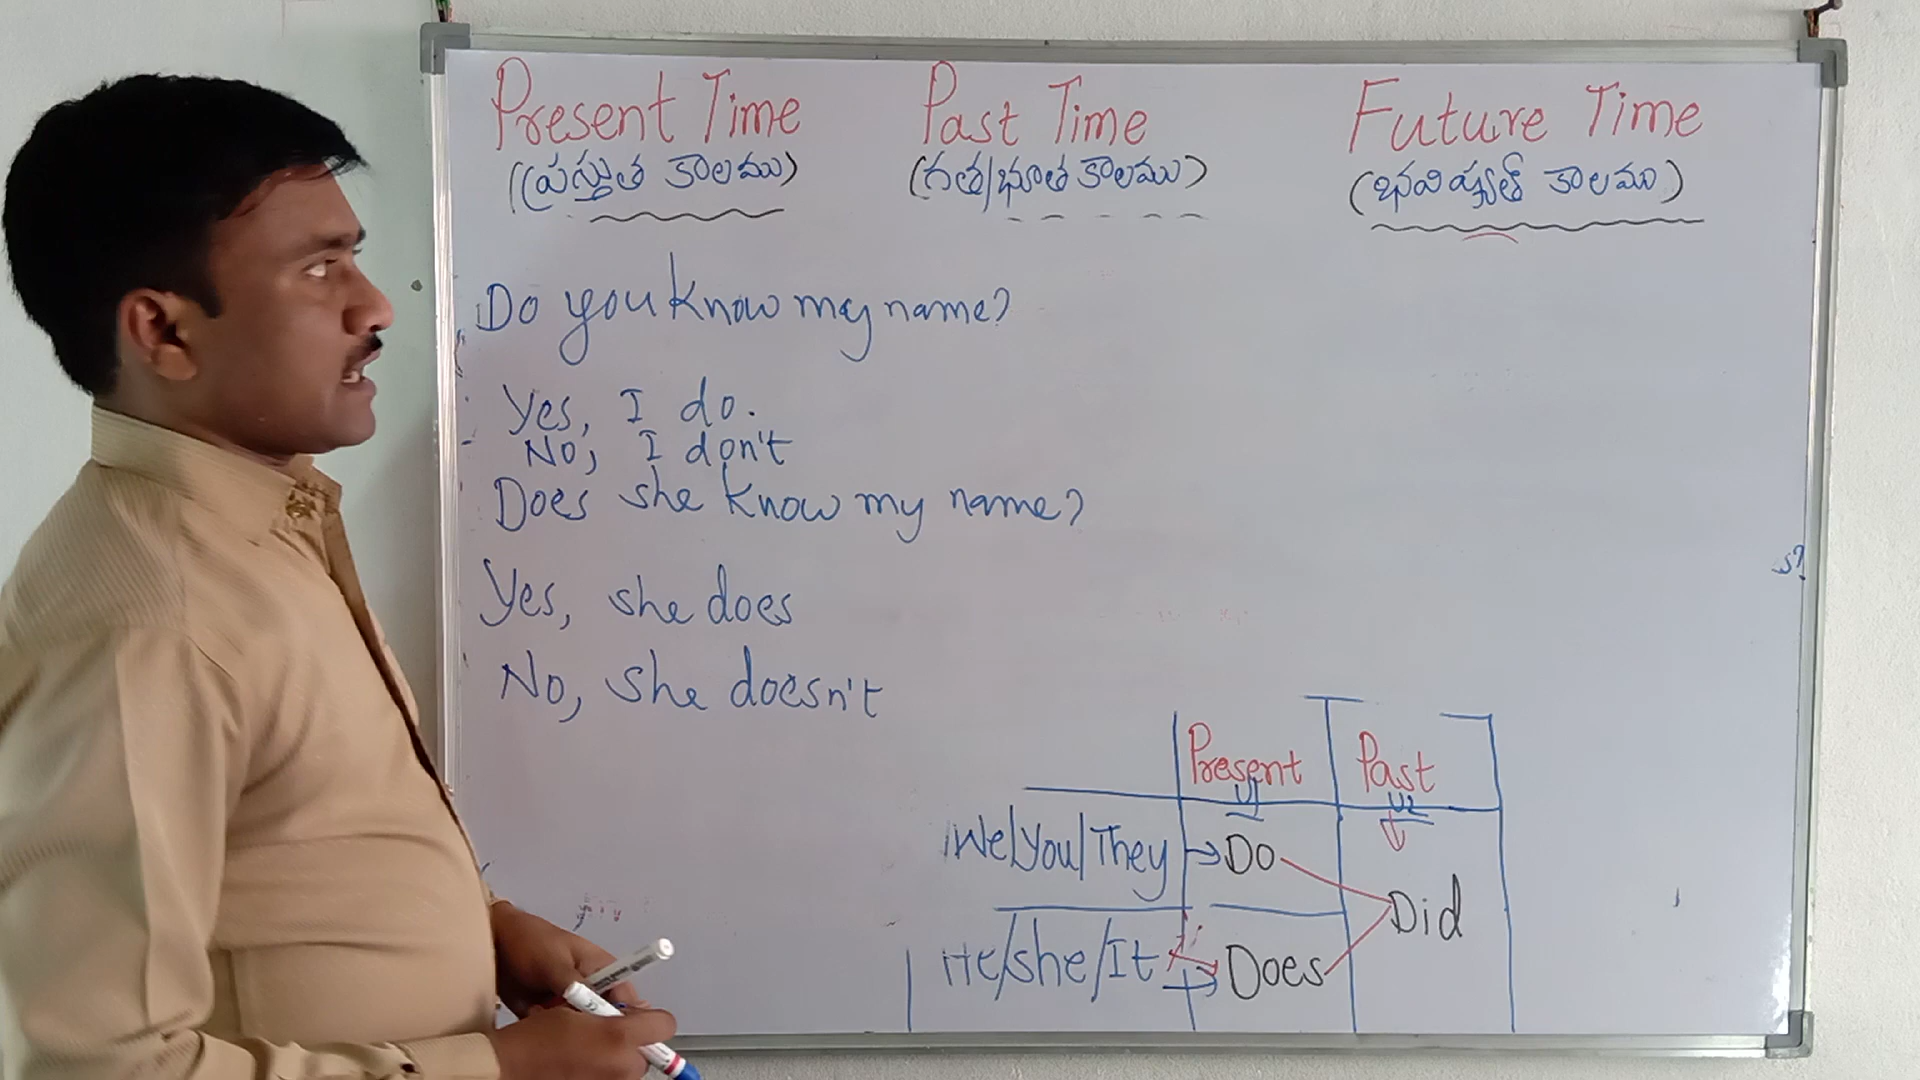 Present Time Past Time Future Time
(ప్రస్తుత కాలము) (గత/భూత కాలము) (భవిష్యత్ కాలము)
Do you know my name?
Yes, I do.
No, I don't
Does she know my name?
s?
Yes, she does
No, she doesn't
Present Past
V1 V2
We/You/They → Do
Did
He/she/It → Does